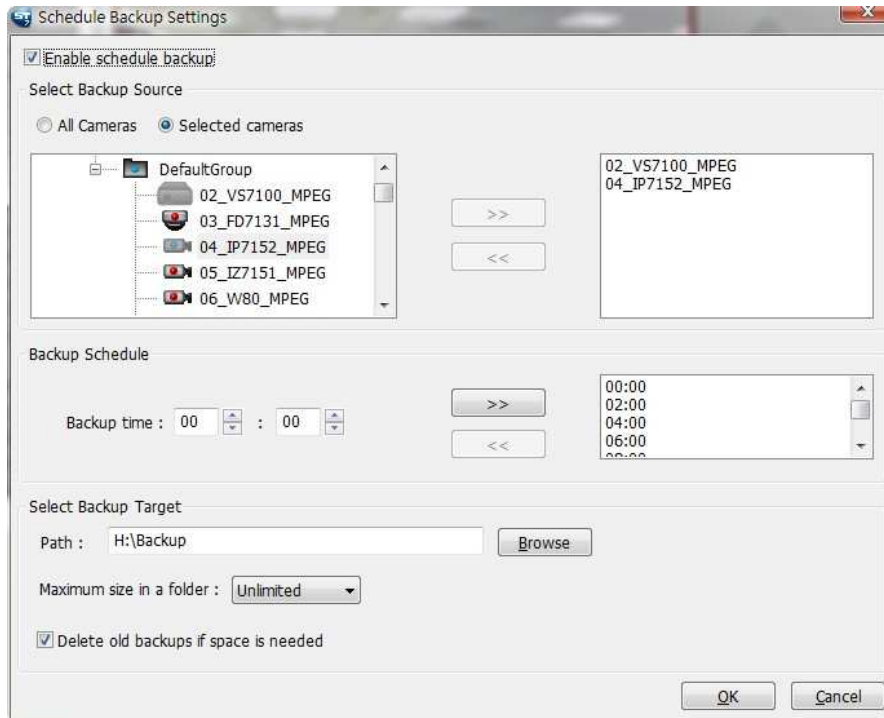 Schedule Backup Settings
Enable schedule backup
Select Backup Source
All Cameras Selected cameras
DefaultGroup
02_VS7100_MPEG
03_FD7131_MPEG
04_IP7152_MPEG
05_IZ7151_MPEG
06_W80_MPEG
>>
<<
02_VS7100_MPEG
04_IP7152_MPEG
Backup Schedule
Backup time : 00 : 00
>>
<<
00:00
02:00
04:00
06:00
Select Backup Target
Path : H:\Backup Browse
Maximum size in a folder : Unlimited
Delete old backups if space is needed
OK Cancel